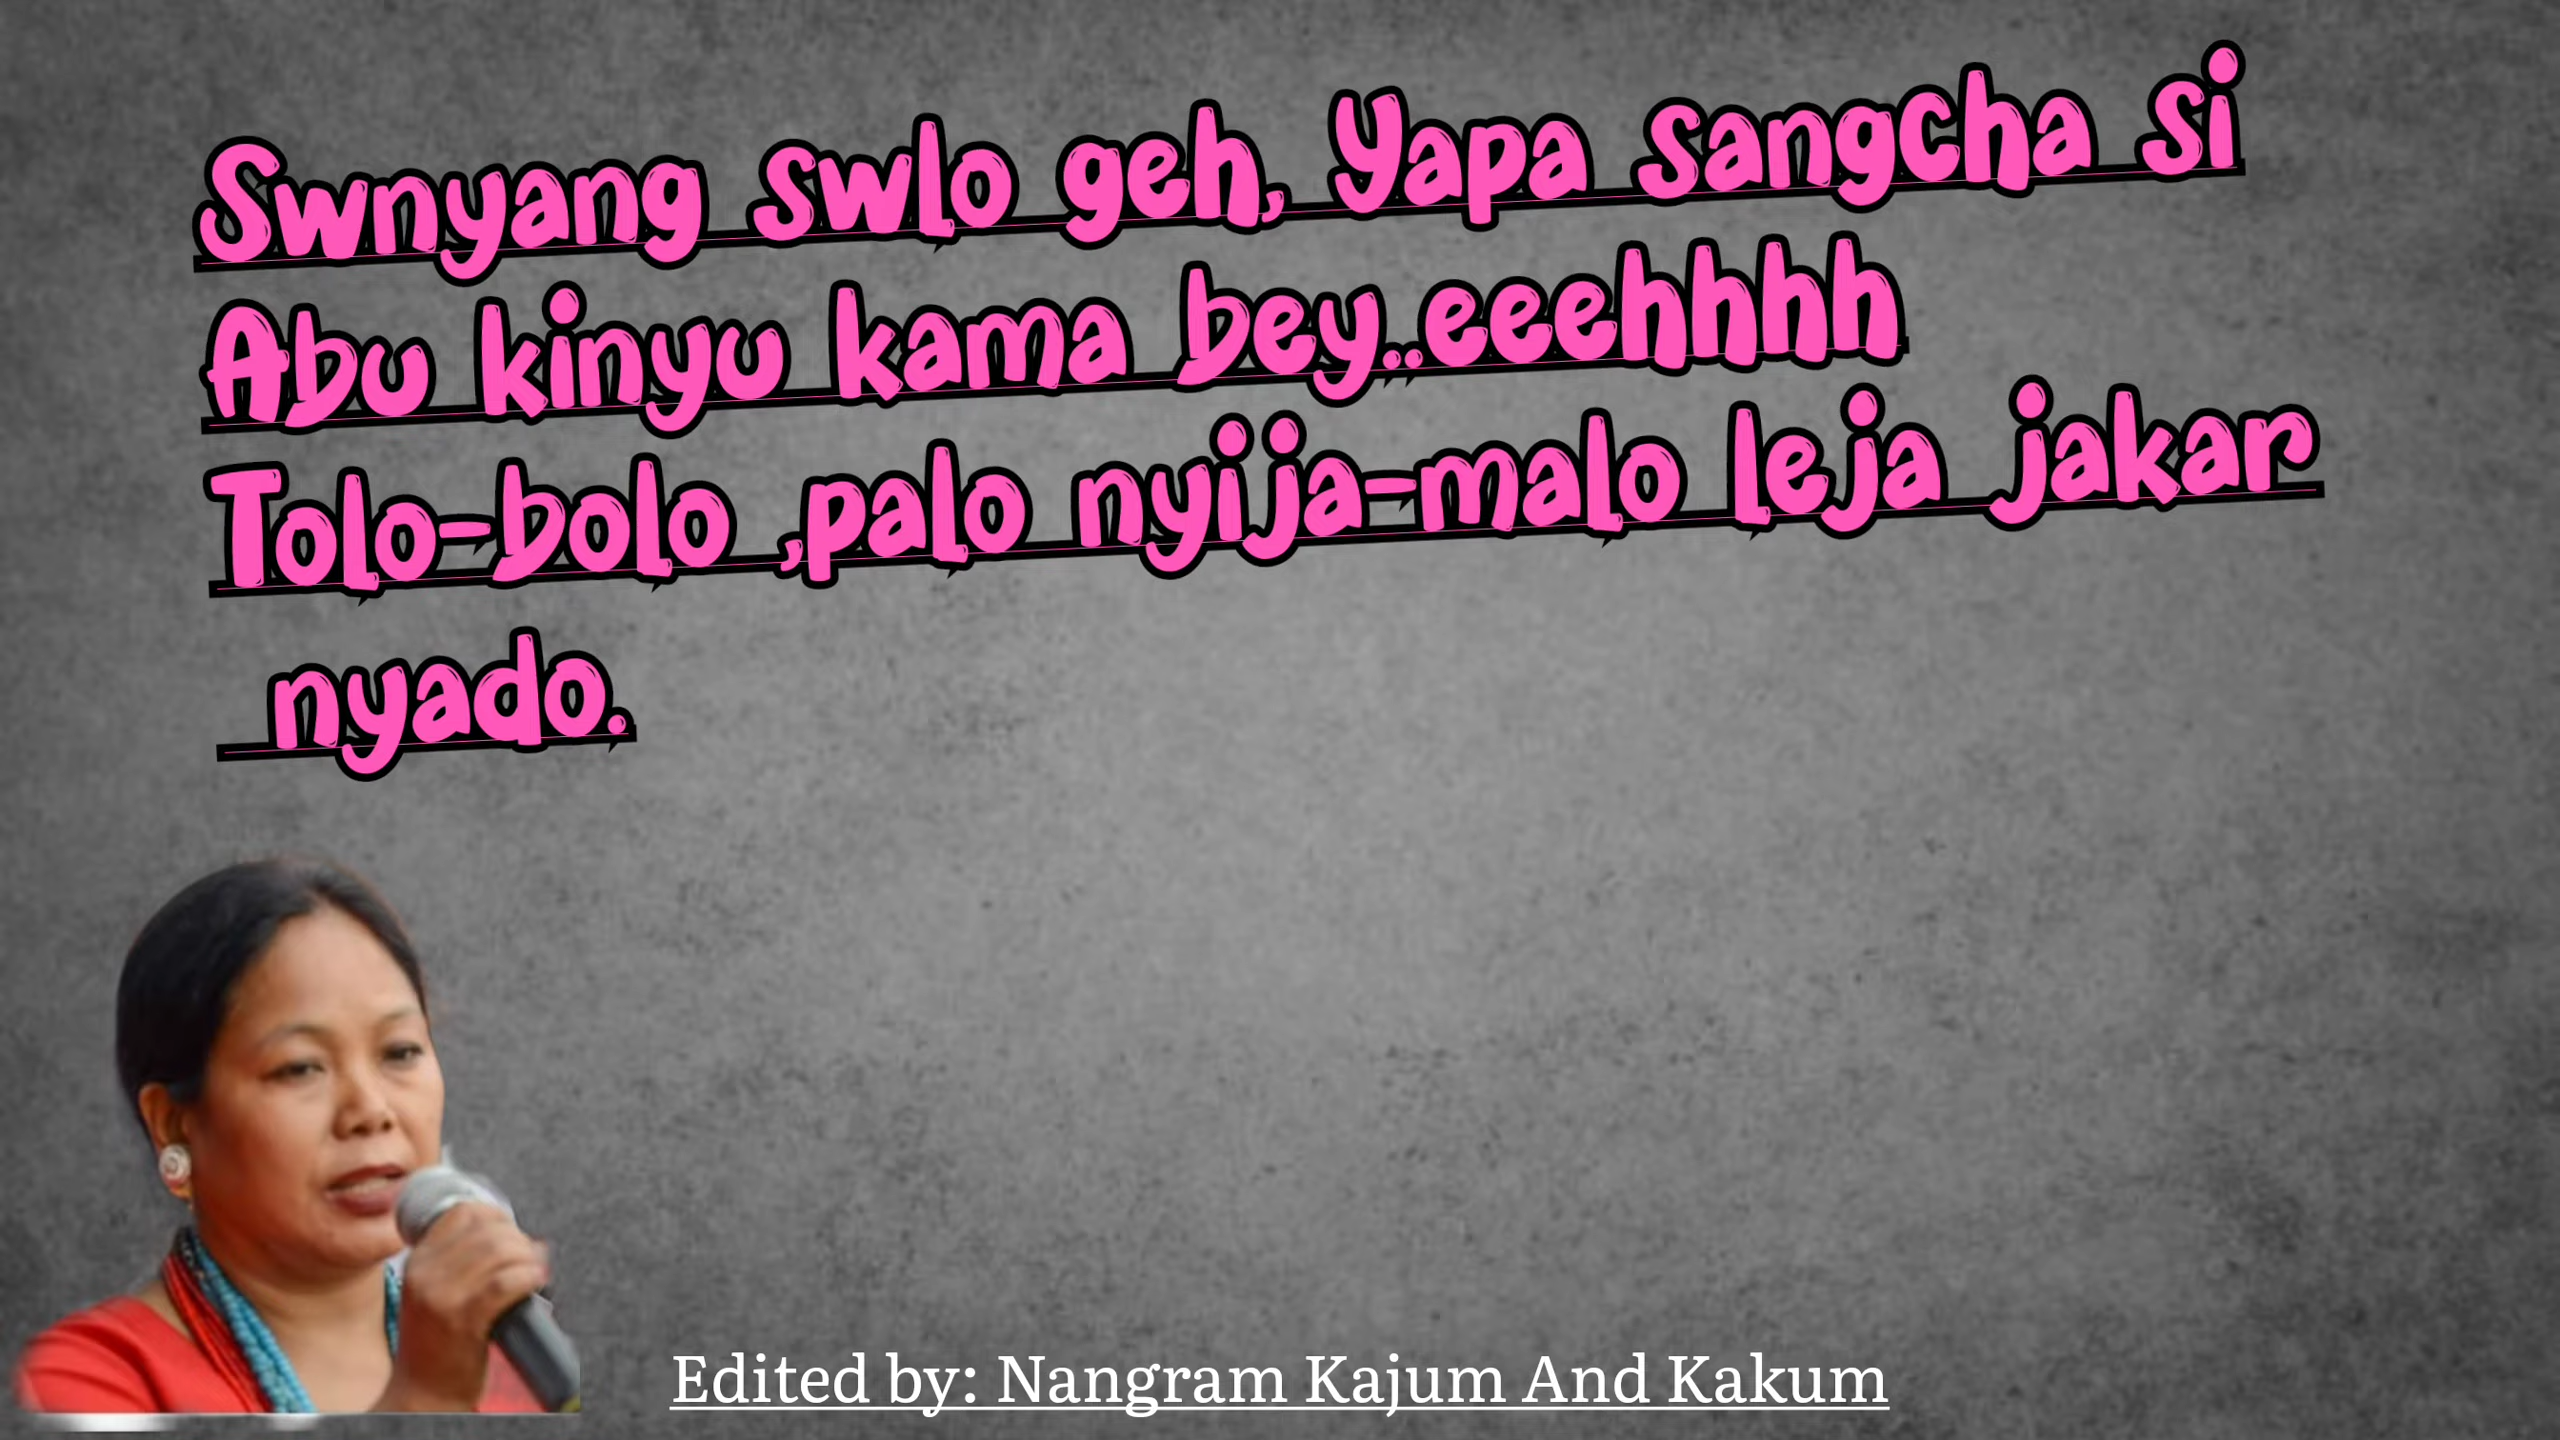 Swnyang swlo geh, Yapa sangcha si
Abu kinyu kama bey..eeehhhh
Tolo-bolo ,palo nyija-malo leja jakar
nyado.
Edited by: Nangram Kajum And Kakum